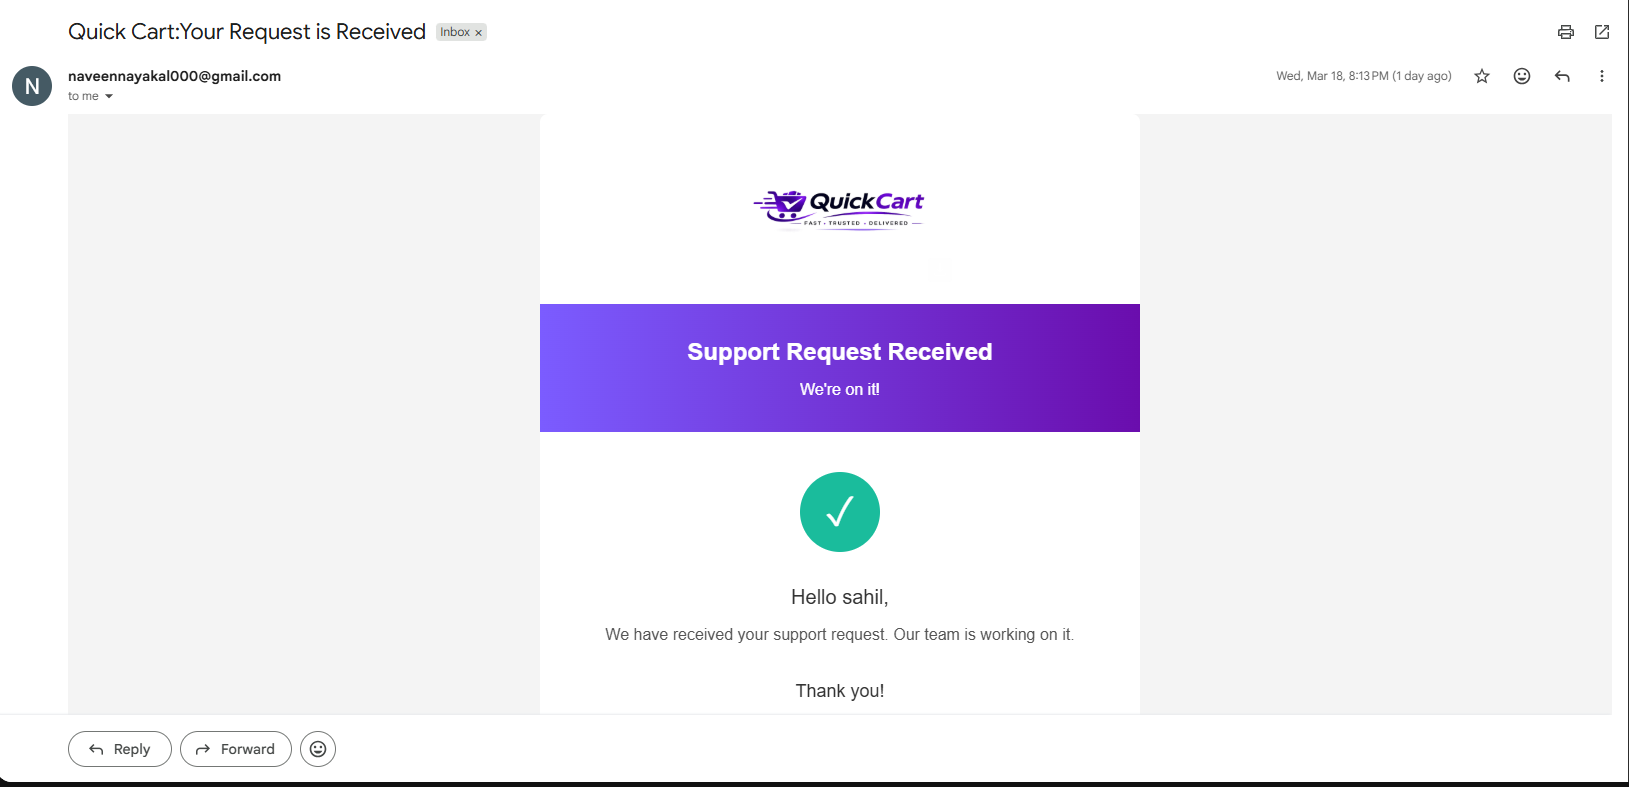 Quick Cart:Your Request is Received Inbox ×
N
naveennayakal000@gmail.com
Wed, Mar 18, 8:13 PM (1 day ago)
to me
QuickCart
FAST • TRUSTED • DELIVERED
Support Request Received
We're on it!
✓
Hello sahil,
We have received your support request. Our team is working on it.
Thank you!
Reply Forward